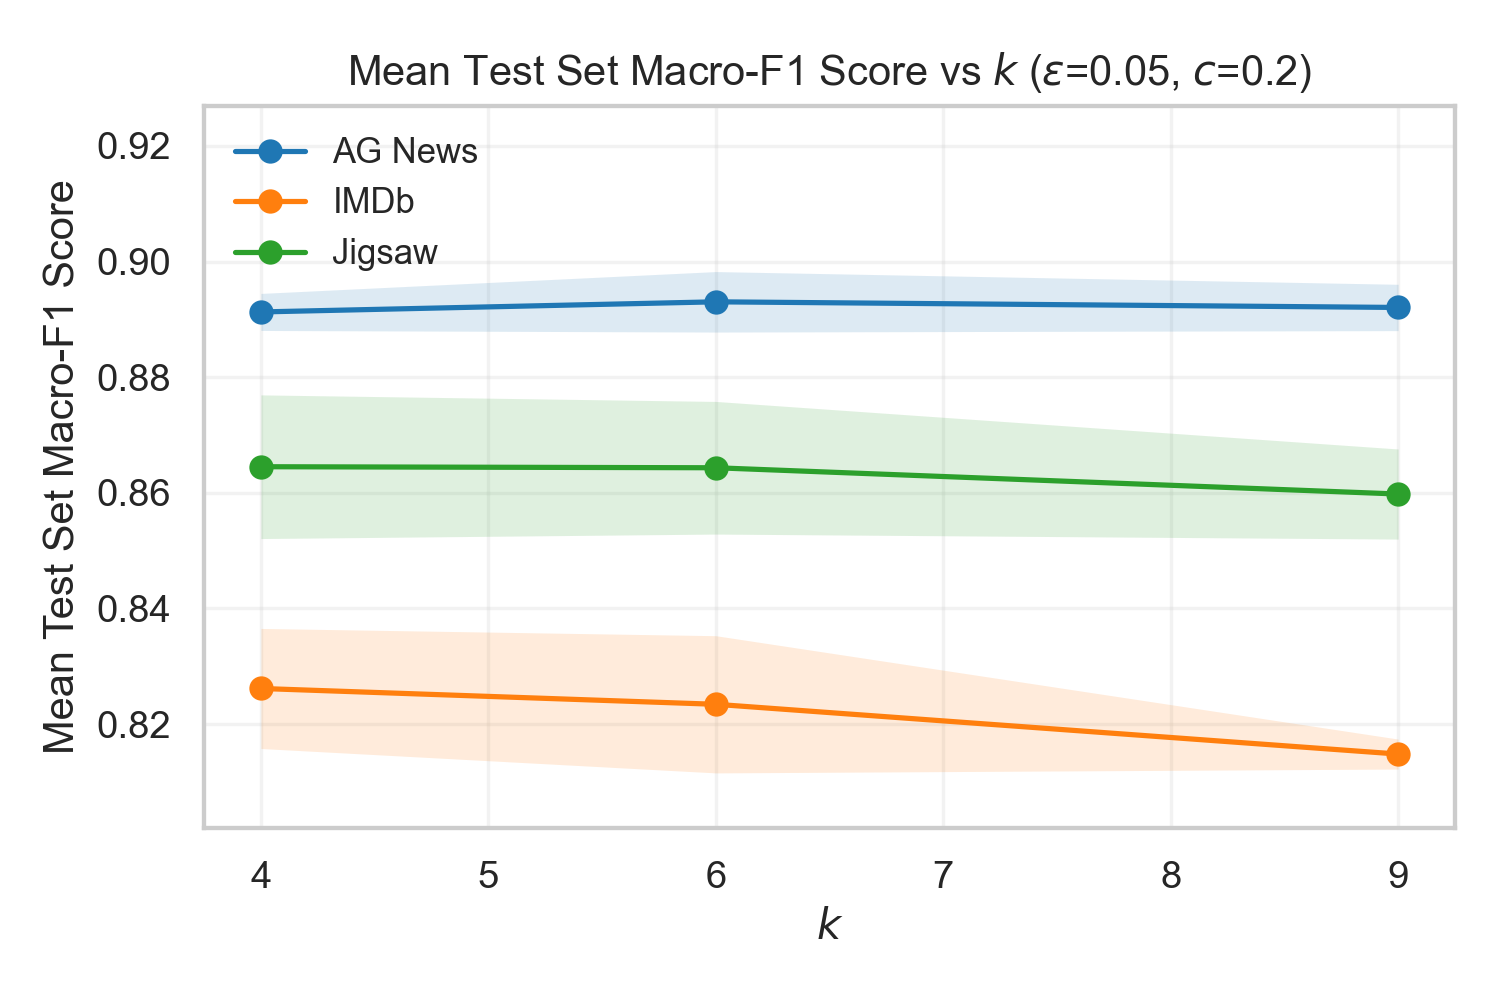 Mean Test Set Macro-F1 Score vs k (ε=0.05, c=0.2)
Mean Test Set Macro-F1 Score
0.92
0.90
0.88
0.86
0.84
0.82
AG News
IMDb
Jigsaw
4 5 6 7 8 9
k